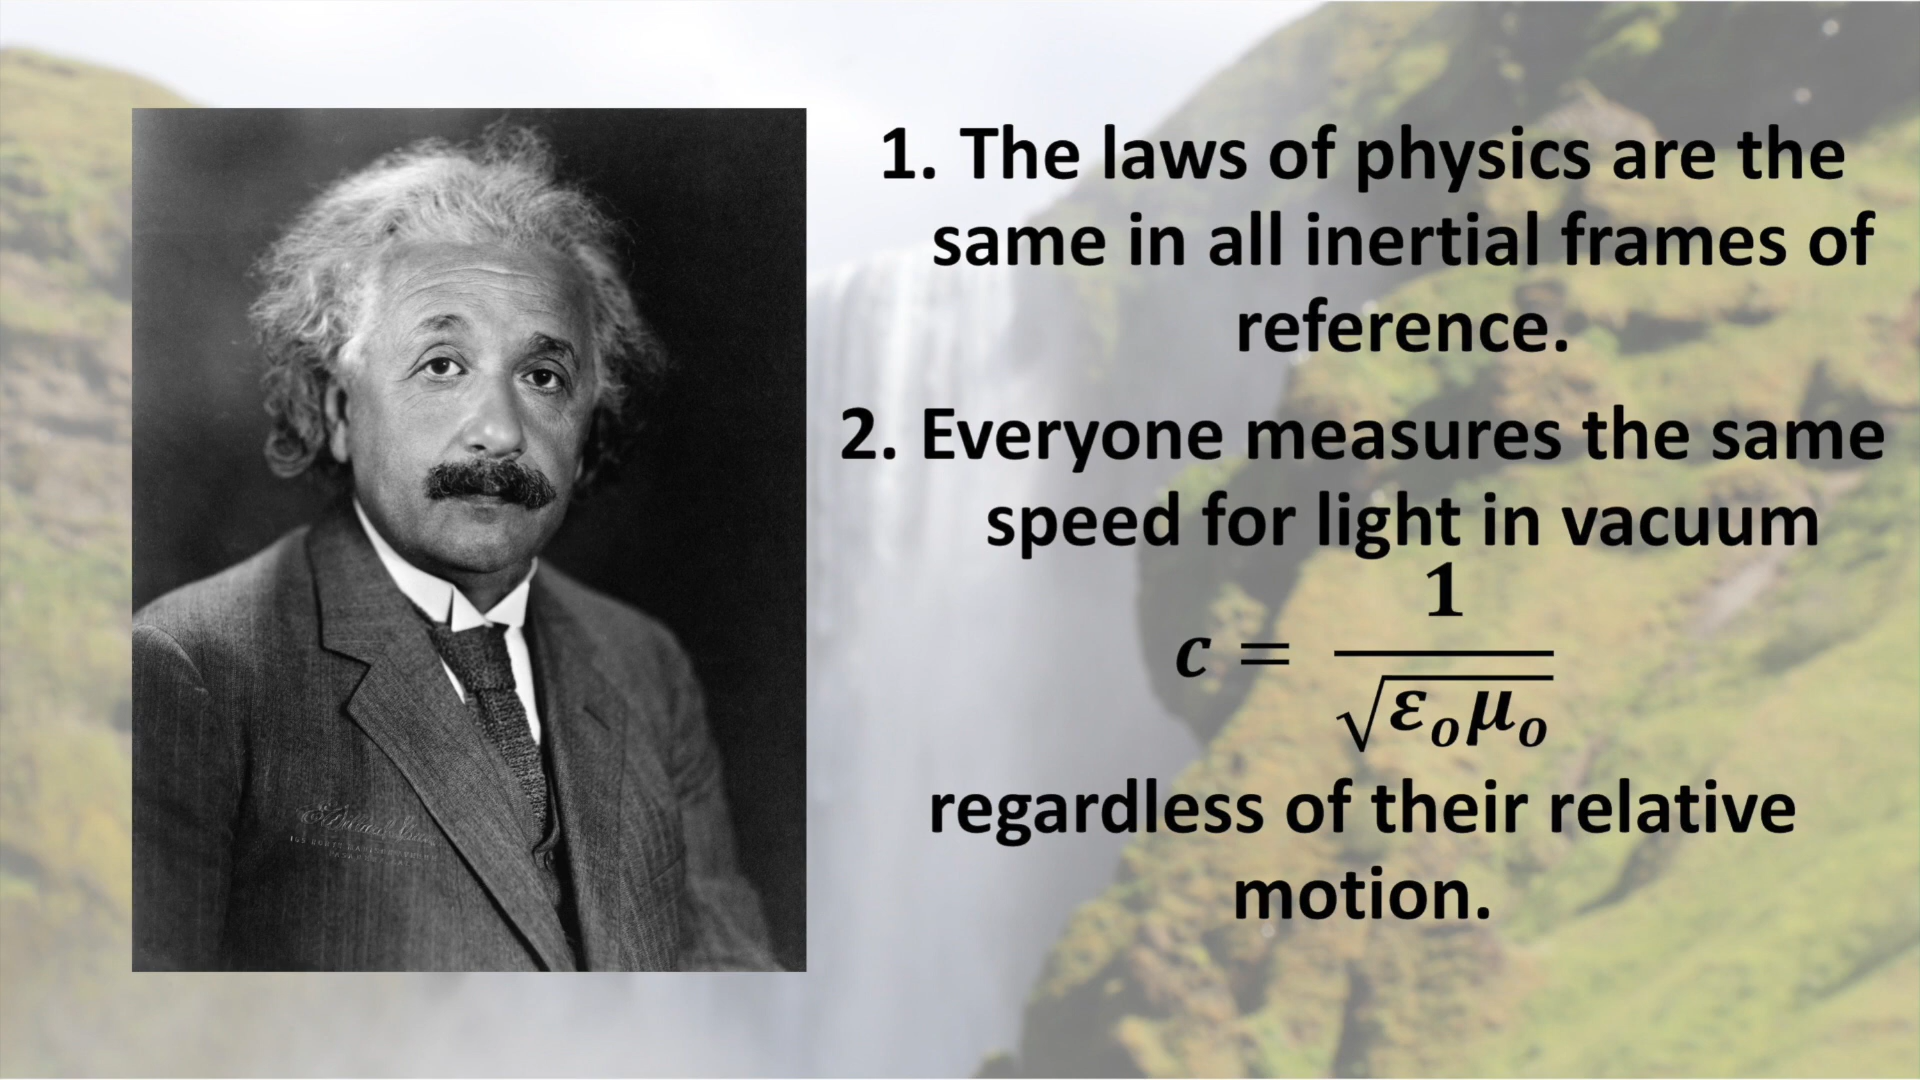 1. The laws of physics are the
same in all inertial frames of
reference.
2. Everyone measures the same
speed for light in vacuum
c = 1 / √ε₀μ₀
regardless of their relative
motion.